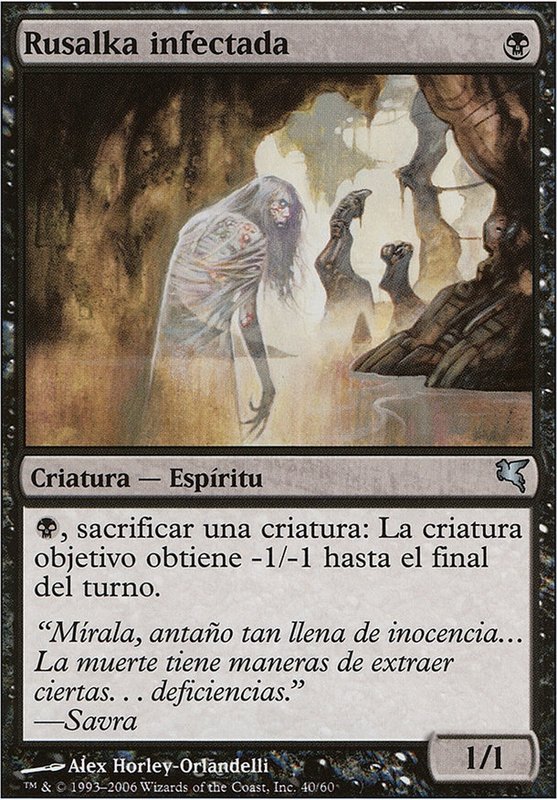 Rusalka infectada
Criatura — Espíritu
, sacrificar una criatura: La criatura
objetivo obtiene -1/-1 hasta el final
del turno.
“Mírala, antaño tan llena de inocencia...
La muerte tiene maneras de extraer
ciertas. . . deficiencias.”
—Savra
1/1
Alex Horley-Orlandelli
™ & © 1993–2006 Wizards of the Coast, Inc. 40/60